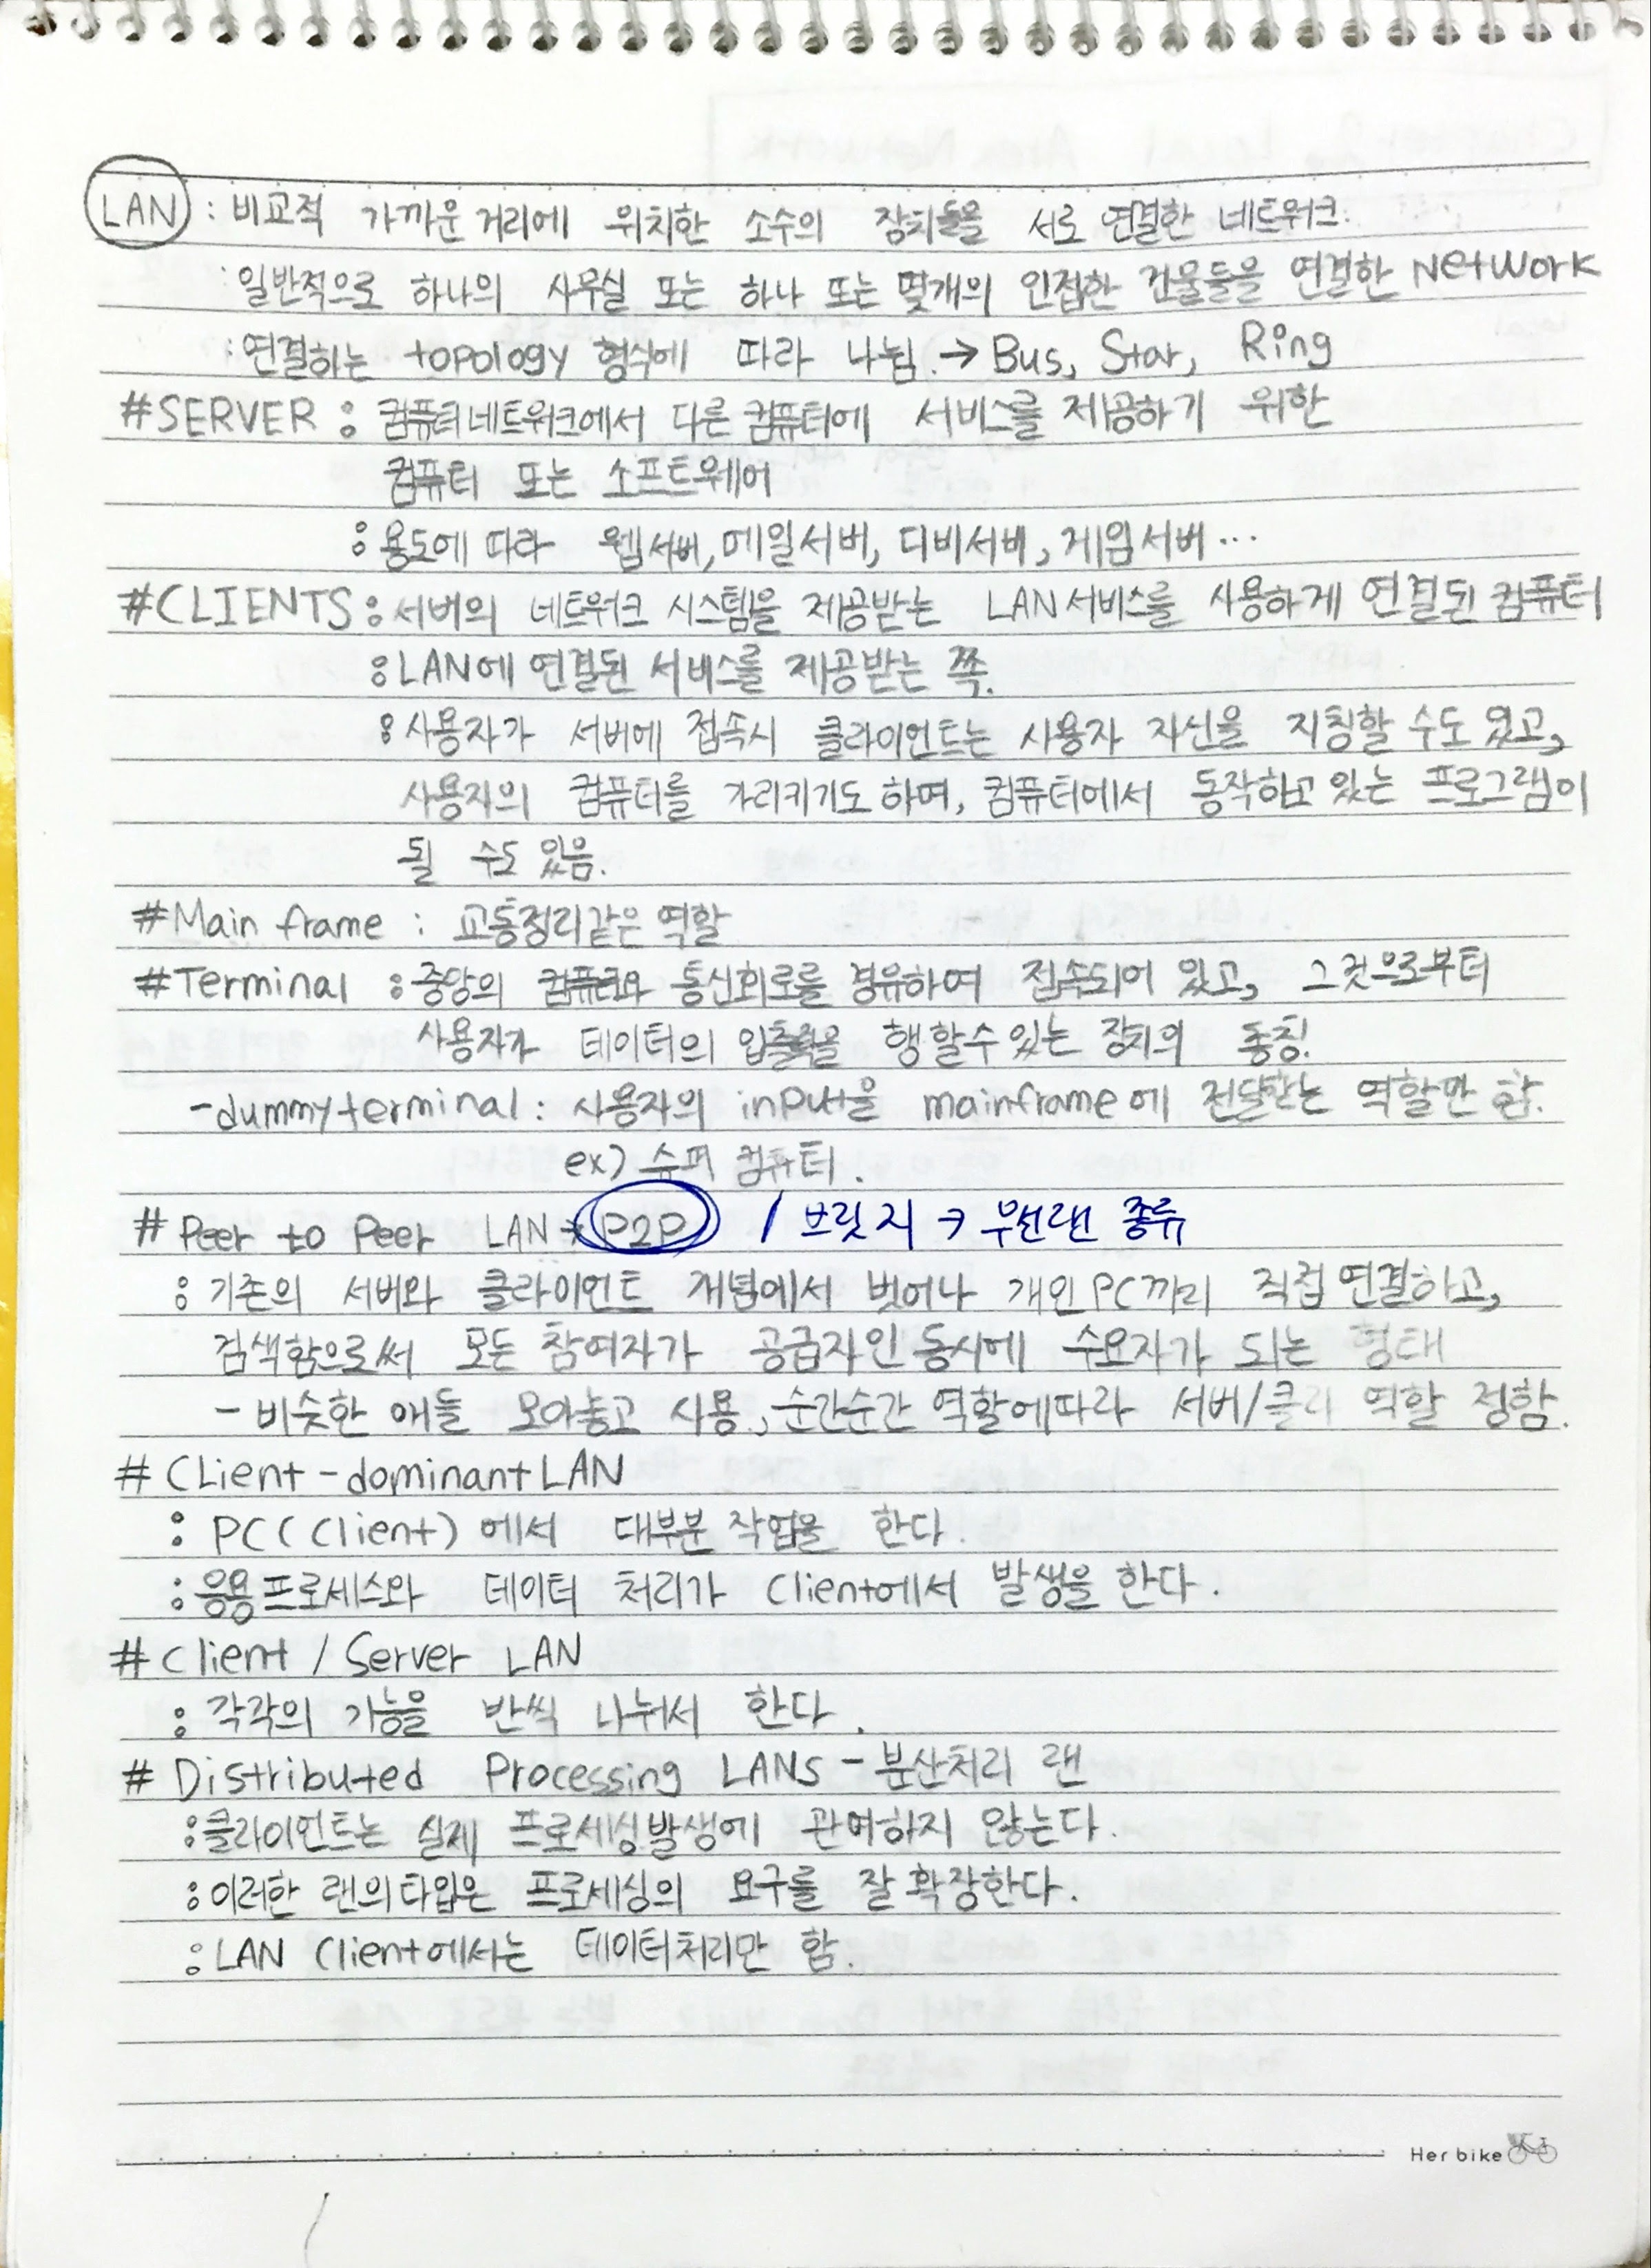 LAN : 비교적 가까운 거리에 위치한 소수의 장치들을 서로 연결한 네트워크.
: 일반적으로 하나의 사무실 또는 하나 또는 몇개의 인접한 건물들을 연결한 Network
: 연결하는 topology 형식에 따라 나뉨. → Bus, Star, Ring
#SERVER : 컴퓨터네트워크에서 다른 컴퓨터에 서비스를 제공하기 위한
컴퓨터 또는 소프트웨어
: 용도에 따라 웹서버, 메일서버, 디비서버, 게임서버…
#CLIENTS : 서버의 네트워크 시스템을 제공받는 LAN서비스를 사용하게 연결된 컴퓨터
: LAN에 연결된 서비스를 제공받는 쪽.
: 사용자가 서버에 접속시 클라이언트는 사용자 자신을 지칭할 수도 있고,
사용자의 컴퓨터를 가리키기도 하며, 컴퓨터에서 동작하고 있는 프로그램이
될 수도 있음.
#Main frame : 교통정리같은 역할
#Terminal : 중앙의 컴퓨터와 통신회로를 경유하여 접속되어 있고, 그것으로부터
사용자가 데이터의 입출력을 행할수 있는 장치의 총칭.
-dummy terminal : 사용자의 input을 mainframe에 전달한는 역할만 함.
ex) 슈퍼 컴퓨터.
# Peer to Peer LAN → P2P / 브릿지 → 무선랜 종류
: 기존의 서버와 클라이언트 개념에서 벗어나 개인PC끼리 직접 연결하고,
검색함으로써 모든 참여자가 공급자인 동시에 수요자가 되는 형태
- 비슷한 애들 모아놓고 사용, 순간순간 역할에따라 서버/클라 역할 정함.
# CLient-dominant LAN
: PC(Client)에서 대부분 작업을 한다.
: 응용프로세스와 데이터 처리가 Client에서 발생을 한다.
# Client / Server LAN
: 각각의 기능을 반씩 나눠서 한다.
# Distributed Processing LANs - 분산처리 랜
: 클라이언트는 실제 프로세싱발생에 관여하지 않는다.
: 이러한 랜의타입은 프로세싱의 요구를 잘 확장한다.
: LAN Client에서는 데이터처리만 함.
Her bike